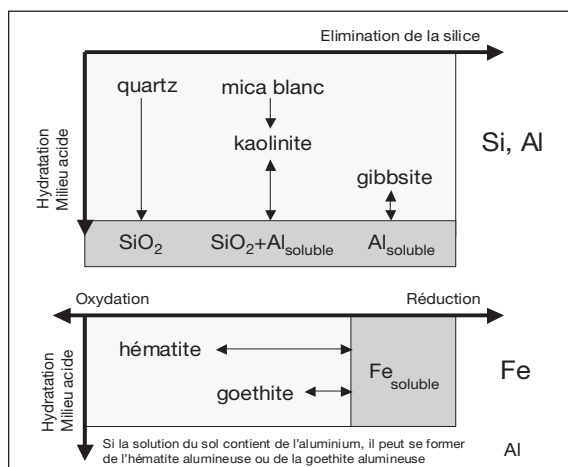 Elimination de la silice
quartz
mica blanc
kaolinite
gibbsite
Si, Al
Hydratation
Milieu acide
SiO2
SiO2+Alsoluble
Alsoluble
Oxydation
Réduction
hématite
goethite
Fesoluble
Fe
Hydratation
Milieu acide
Si la solution du sol contient de l'aluminium, il peut se former
de l'hématite alumineuse ou de la goethite alumineuse
Al